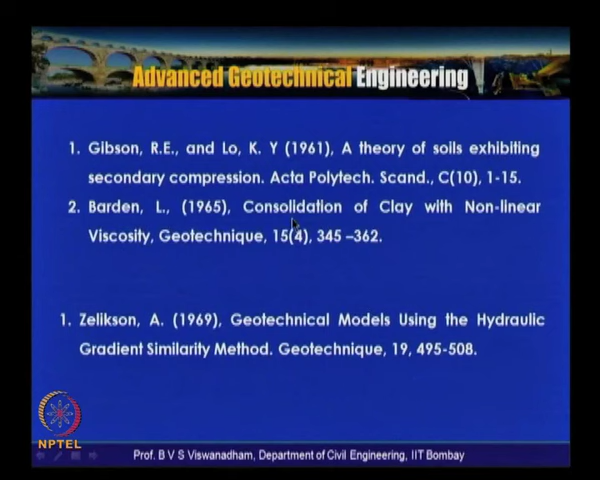 Advanced Geotechnical Engineering
1. Gibson, R.E., and Lo, K. Y (1961), A theory of soils exhibiting
secondary compression. Acta Polytech. Scand., C(10), 1-15.
2. Barden, L., (1965), Consolidation of Clay with Non-linear
Viscosity, Geotechnique, 15(4), 345 –362.
1. Zelikson, A. (1969), Geotechnical Models Using the Hydraulic
Gradient Similarity Method. Geotechnique, 19, 495-508.
NPTEL
Prof. B V S Viswanadham, Department of Civil Engineering, IIT Bombay